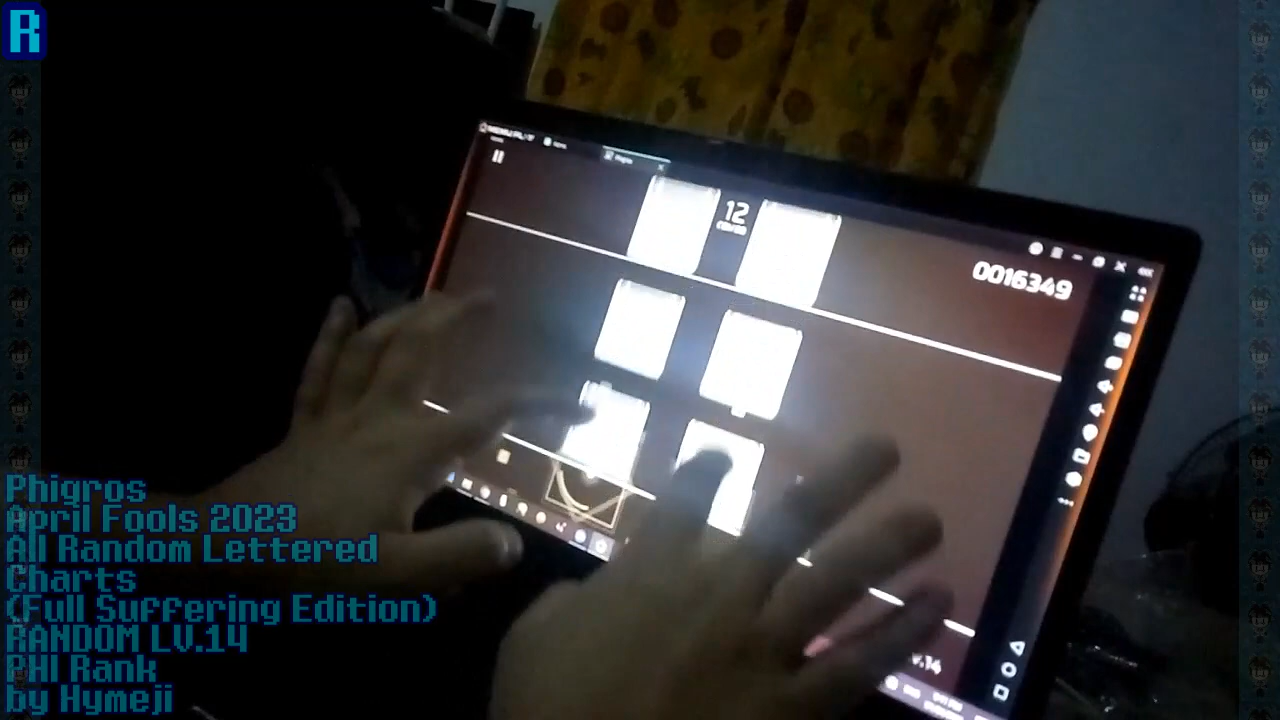 R
12
0016349
Phigros
April Fools 2023
All Random Lettered
Charts
(Full Suffering Edition)
RANDOM LV.14
PHI Rank
by Hymeji